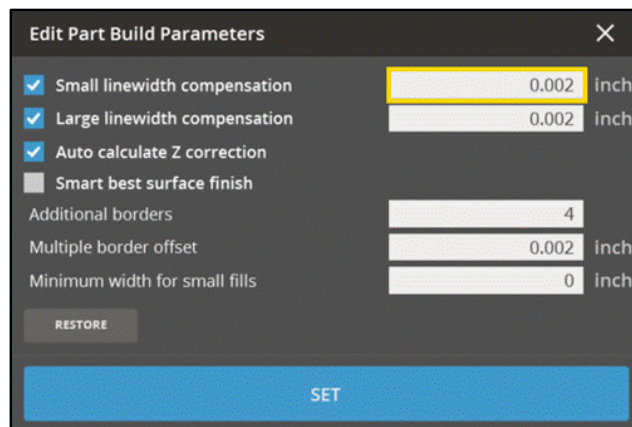 Edit Part Build Parameters
Small linewidth compensation 0.002 inch
Large linewidth compensation 0.002 inch
Auto calculate Z correction
Smart best surface finish
Additional borders 4
Multiple border offset 0.002 inch
Minimum width for small fills 0 inch
RESTORE
SET